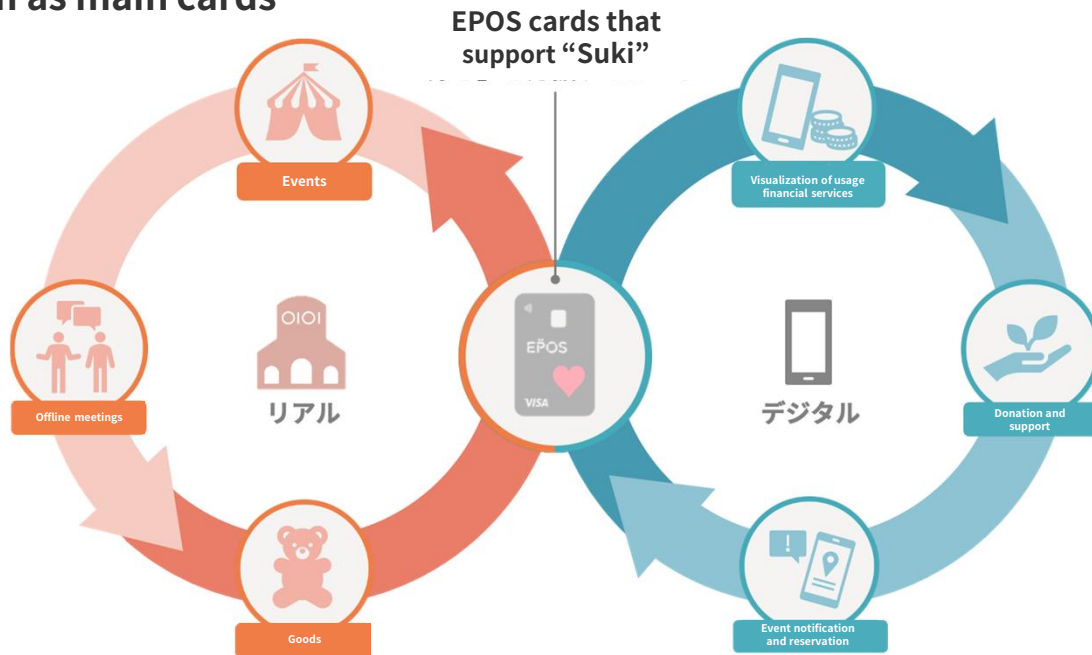 as main cards
EPOS cards that
support “Suki”
Events
Visualization of usage
financial services
OIOI
EPOS
VISA
リアル
デジタル
Offline meetings
Donation and
support
!
Goods
Event notification
and reservation